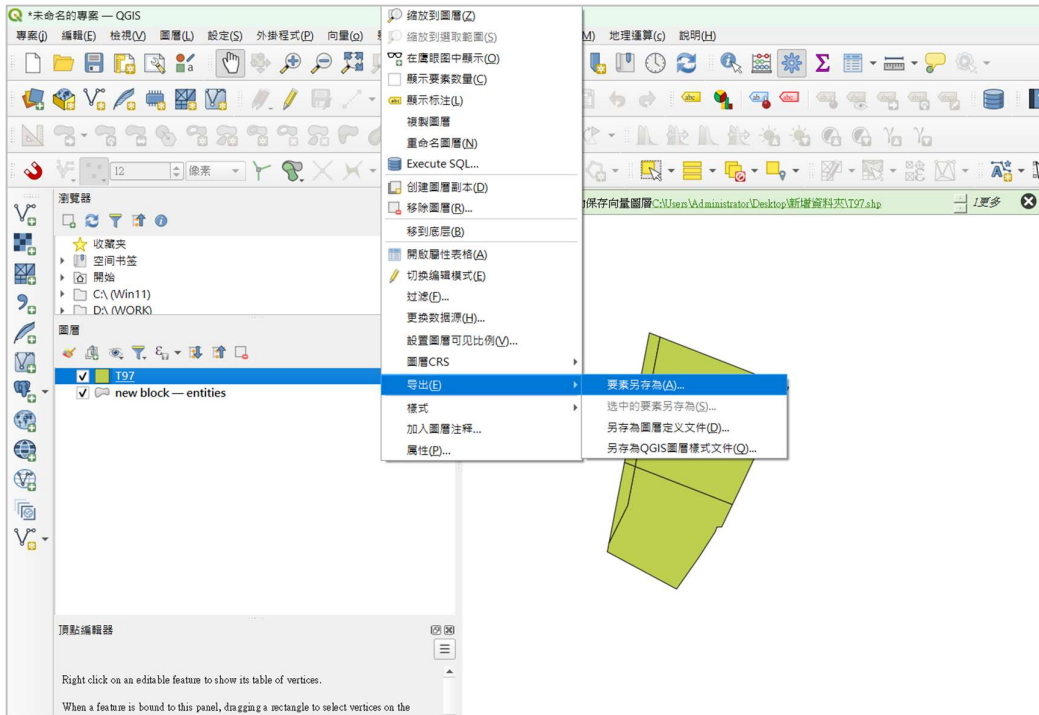 *未命名的專案 — QGIS
專案(j) 編輯(E) 檢視(V) 圖層(L) 設定(S) 外掛程式(P) 向量(o) M) 地理運算(c) 說明(H)
缩放到圖層(Z)
缩放到選取範圍(S)
在鷹眼图中顯示(O)
顯示要素数量(C)
abc 顯示标注(L)
複製圖層
重命名圖層(N)
Execute SQL...
创建圖層副本(D)
移除圖層(R)...
移到底层(B)
開啟屬性表格(A)
切换编辑模式(E)
过滤(F)...
更换数据源(H)...
設置圖層可见比例(V)...
圖層CRS
导出(E)
樣式
加入圖層注释...
属性(P)...
要素另存為(A)...
选中的要素另存為(S)...
另存為圖層定义文件(D)...
另存為QGIS圖層樣式文件(Q)...
12 像素
abc abc abc
保存向量圖層C:\Users\Administrator\Desktop\新增資料夾\T97.shp 1更多
瀏覽器
收藏夹
空间书签
開始
C:\ (Win11)
D:\ (WORK)
圖層
T97
new block — entities
頂點編輯器
Right click on an editable feature to show its table of vertices.
When a feature is bound to this panel, dragging a rectangle to select vertices on the